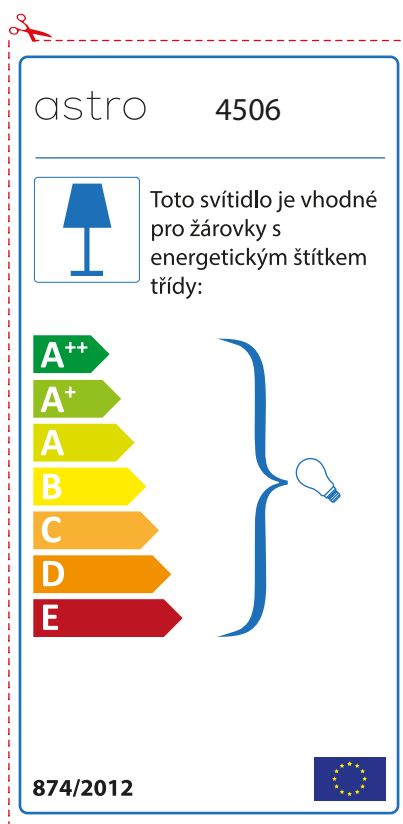 astro 4506
Toto svítidlo je vhodné
pro žárovky s
energetickým štítkem
třídy:
A++
A+
A
B
C
D
E
874/2012